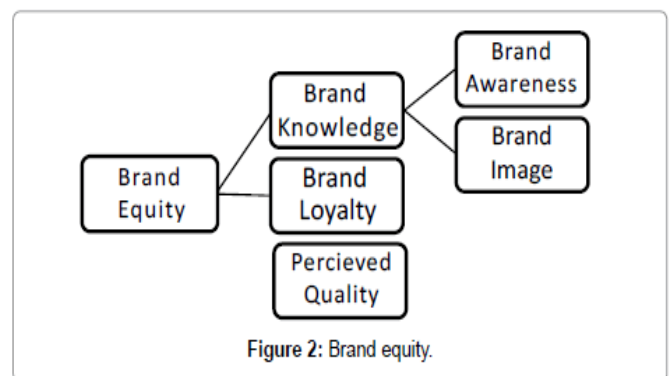 Brand
Equity
Brand
Knowledge
Brand
Loyalty
Percieved
Quality
Brand
Awareness
Brand
Image
Figure 2: Brand equity.